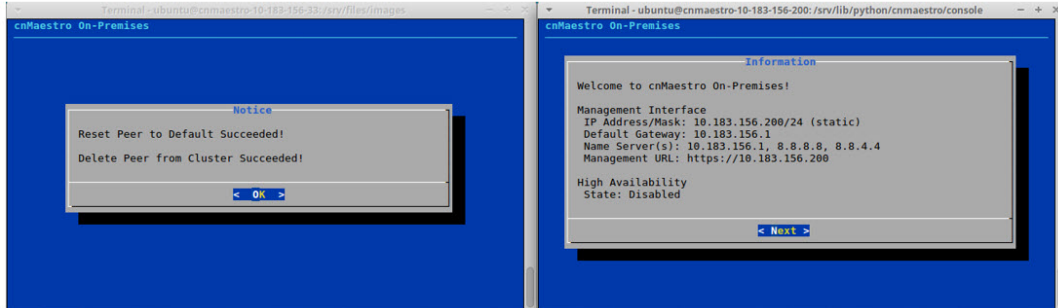 Terminal - ubuntu@cnmaestro-10-183-156-33: /srv/files/images
cnMaestro On-Premises
Notice
Reset Peer to Default Succeeded!
Delete Peer from Cluster Succeeded!
< OK >
Terminal - ubuntu@cnmaestro-10-183-156-200: /srv/lib/python/cnmaestro/console
cnMaestro On-Premises
Information
Welcome to cnMaestro On-Premises!
Management Interface
IP Address/Mask: 10.183.156.200/24 (static)
Default Gateway: 10.183.156.1
Name Server(s): 10.183.156.1, 8.8.8.8, 8.8.4.4
Management URL: https://10.183.156.200
High Availability
State: Disabled
< Next >